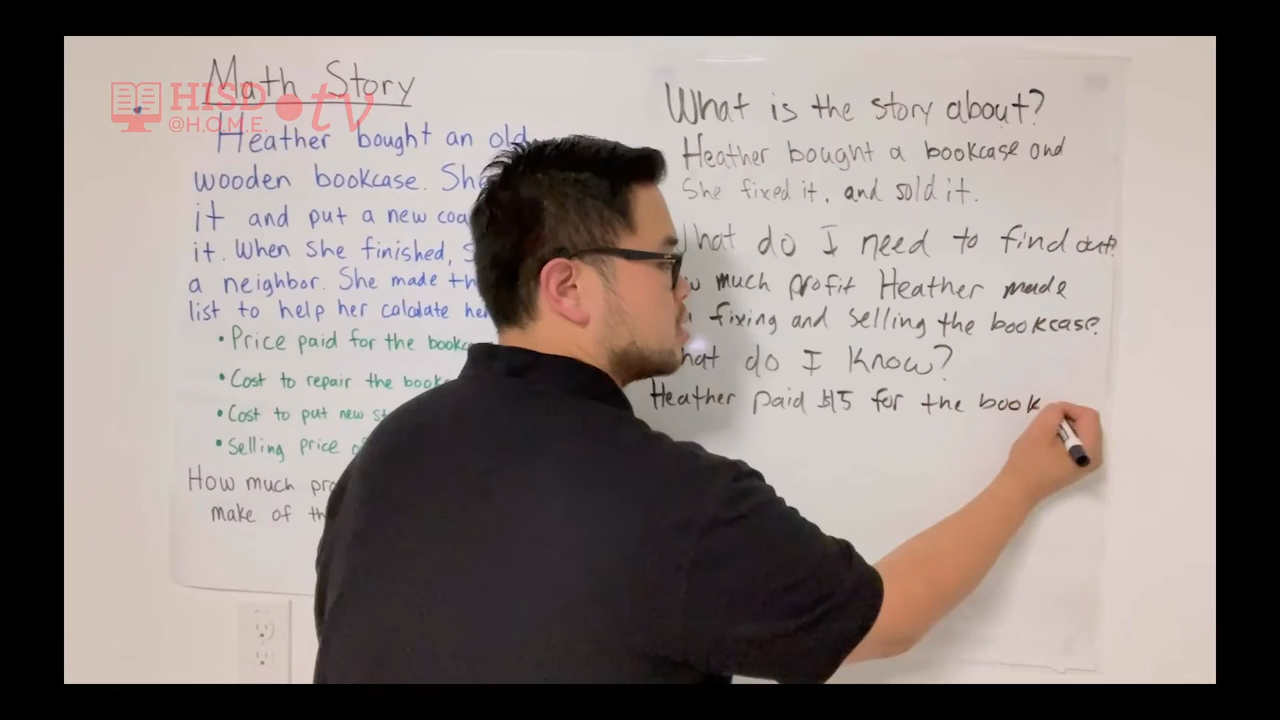 Math Story
HISD
@H.O.M.E.
tv
Heather bought an old
wooden bookcase. She
it and put a new coa
it. When she finished, S
a neighbor. She made th
list to help her calculate he
• Price paid for the bookc
• Cost to repair the book
• Cost to put new st
• Selling price o
How much pro
make of th
What is the story about?
Heather bought a bookcase and
She fixed it, and sold it.
hat do I need to find out?
much profit Heather made
fixing and selling the bookcase?
hat do I know?
Heather paid $15 for the book